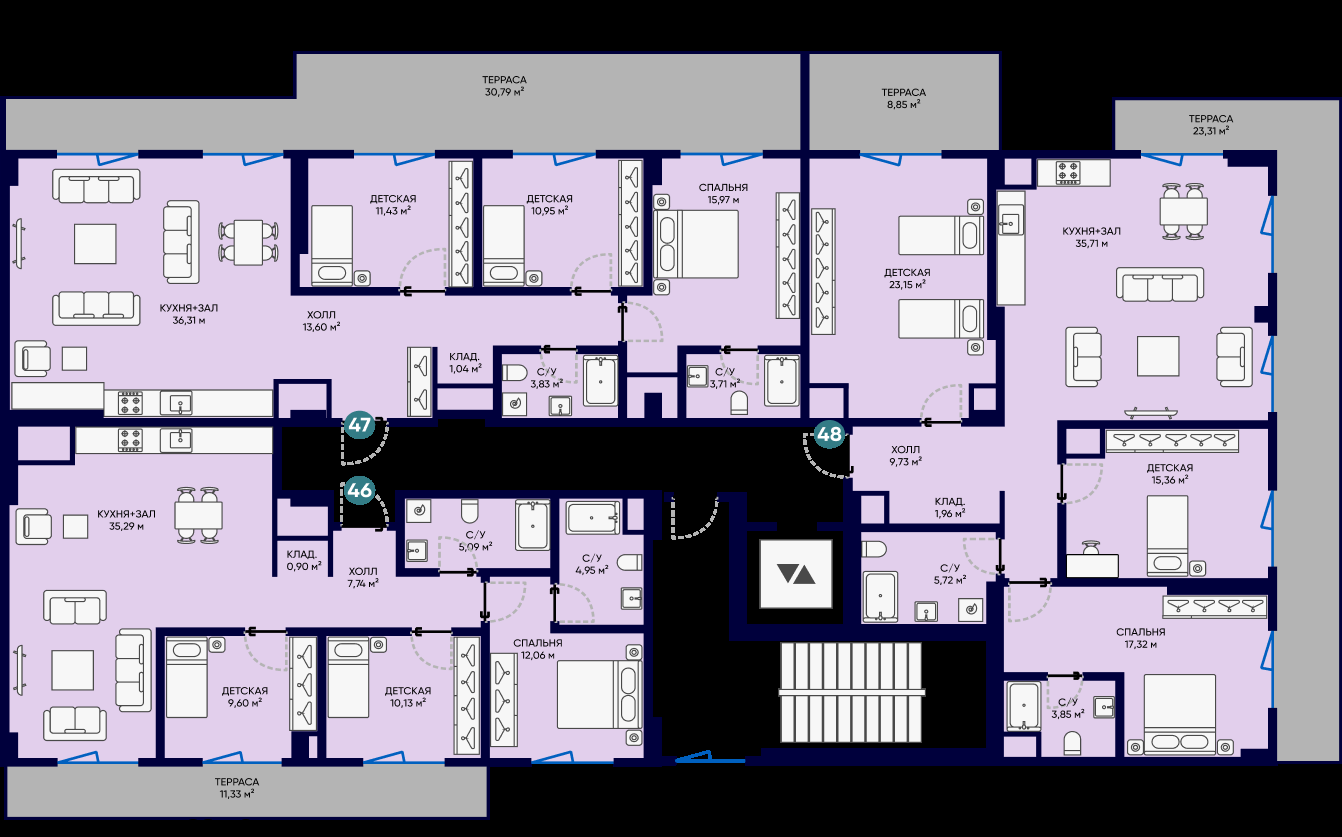 ТЕРРАСА
30,79 м²
ТЕРРАСА
8,85 м²
ТЕРРАСА
23,31 м²
ДЕТСКАЯ
11,43 м²
ДЕТСКАЯ
10,95 м²
СПАЛЬНЯ
15,97 м
КУХНЯ+ЗАЛ
36,31 м
ХОЛЛ
13,60 м²
КЛАД.
1,04 м²
С/У
3,83 м²
С/У
3,71 м²
ДЕТСКАЯ
23,15 м²
КУХНЯ+ЗАЛ
35,71 м
47
48
46
ХОЛЛ
9,73 м²
КЛАД.
1,96 м²
ДЕТСКАЯ
15,36 м²
КУХНЯ+ЗАЛ
35,29 м
КЛАД.
0,90 м²
ХОЛЛ
7,74 м²
С/У
5,09 м²
С/У
4,95 м²
С/У
5,72 м²
СПАЛЬНЯ
12,06 м
СПАЛЬНЯ
17,32 м
ДЕТСКАЯ
9,60 м²
ДЕТСКАЯ
10,13 м²
С/У
3,85 м²
ТЕРРАСА
11,33 м²